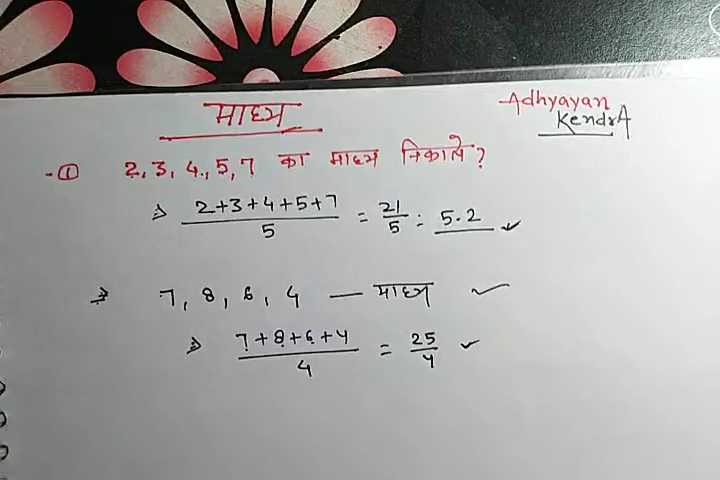 माध्य
Adhyayan
KendrA
① 2, 3, 4, 5, 7 का माध्य निकाले ?
⇒ 2+3+4+5+7 / 5 = 21/5 = 5.2 ✓
⇒ 7, 8, 6, 4 — माध्य ✓
⇒ 7+8+6+4 / 4 = 25/4 ✓